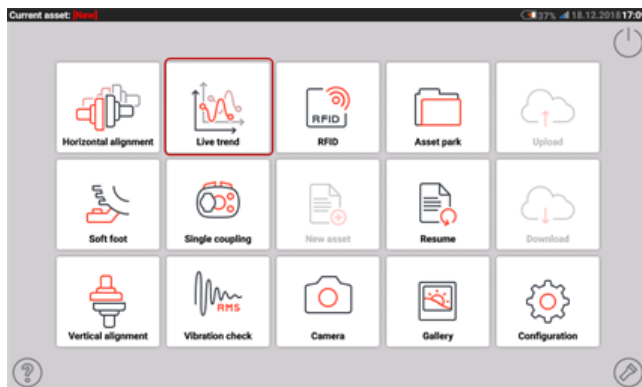 Current asset: [New] 37% 18.12.2018 17:0
Horizontal alignment
Live trend
RFID
RFID
Asset park
Upload
Soft foot
Single coupling
New asset
Resume
Download
RMS
Vertical alignment
Vibration check
Camera
Gallery
Configuration
?